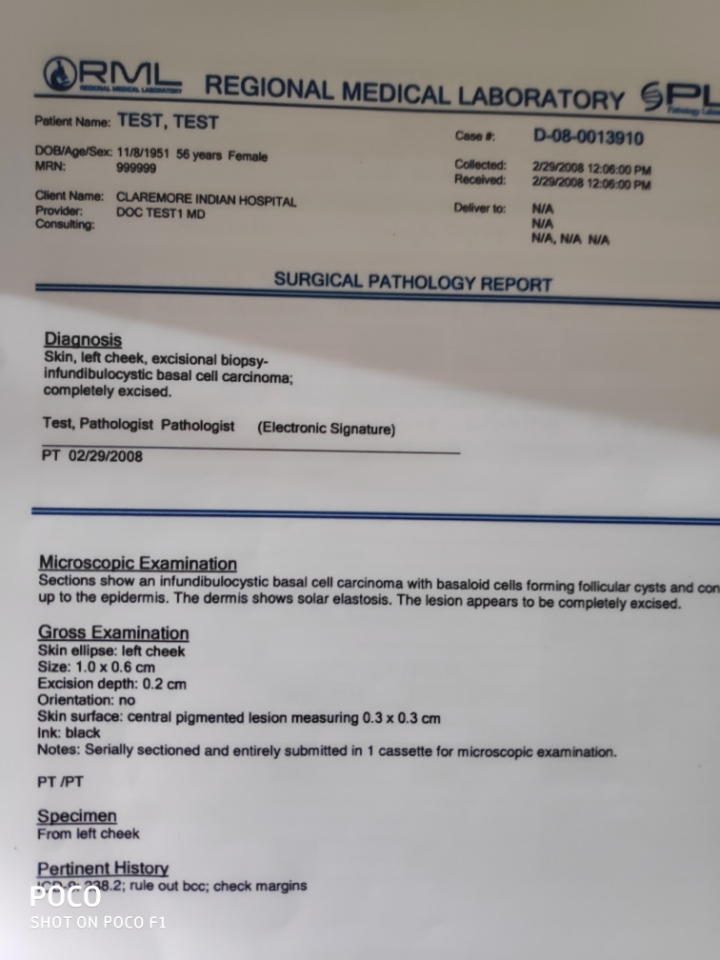 RML REGIONAL MEDICAL LABORATORY PL
REGIONAL MEDICAL LABORATORY
Patient Name: TEST, TEST
Case #: D-08-0013910
DOB/Age/Sex: 11/8/1951 56 years Female
MRN: 999999
Collected: 2/29/2008 12:06:00 PM
Received: 2/29/2008 12:06:00 PM
Client Name: CLAREMORE INDIAN HOSPITAL
Provider: DOC TEST1 MD
Consulting:
Deliver to: N/A
N/A
N/A, N/A N/A
SURGICAL PATHOLOGY REPORT
Diagnosis
Skin, left cheek, excisional biopsy-
infundibulocystic basal cell carcinoma;
completely excised.
Test, Pathologist Pathologist (Electronic Signature)
PT 02/29/2008
Microscopic Examination
Sections show an infundibulocystic basal cell carcinoma with basaloid cells forming follicular cysts and con
up to the epidermis. The dermis shows solar elastosis. The lesion appears to be completely excised.
Gross Examination
Skin ellipse: left cheek
Size: 1.0 x 0.6 cm
Excision depth: 0.2 cm
Orientation: no
Skin surface: central pigmented lesion measuring 0.3 x 0.3 cm
Ink: black
Notes: Serially sectioned and entirely submitted in 1 cassette for microscopic examination.
PT /PT
Specimen
From left cheek
Pertinent History
ICD-9: 238.2; rule out bcc; check margins
POCO
SHOT ON POCO F1